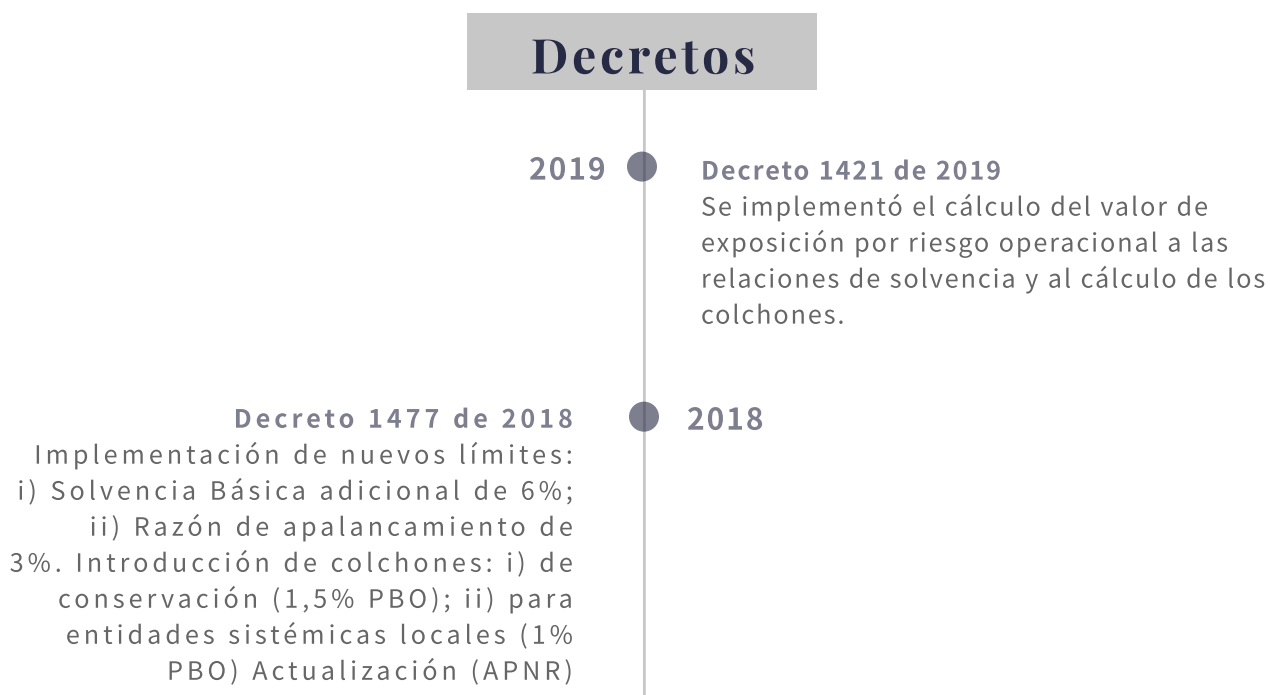 Decretos
2019
Decreto 1421 de 2019
Se implementó el cálculo del valor de
exposición por riesgo operacional a las
relaciones de solvencia y al cálculo de los
colchones.
Decreto 1477 de 2018
2018
Implementación de nuevos límites:
i) Solvencia Básica adicional de 6%;
ii) Razón de apalancamiento de
3%. Introducción de colchones: i) de
conservación (1,5% PBO); ii) para
entidades sistémicas locales (1%
PBO) Actualización (APNR)